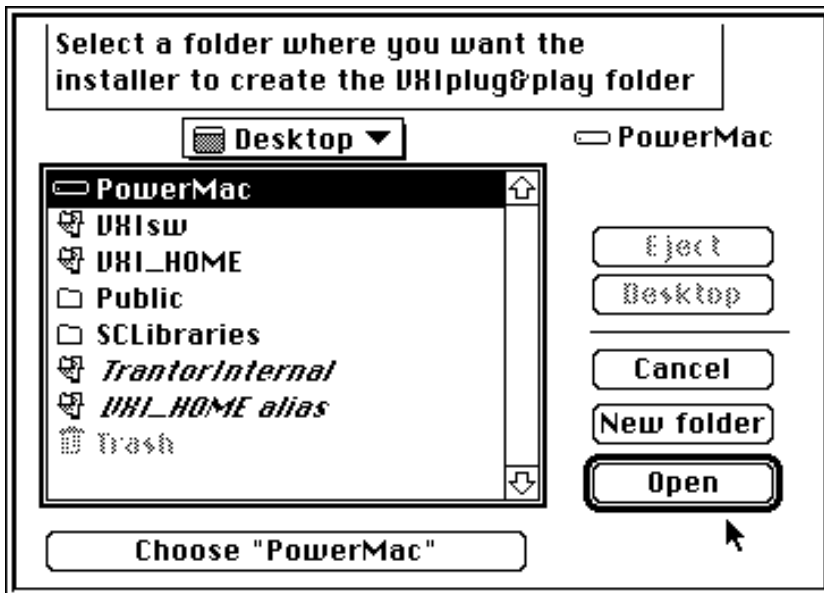 Select a folder where you want the
installer to create the VXIplug&play folder
Desktop
PowerMac
PowerMac
VXIsw
VXI_HOME
Public
SCLibraries
TrantorInternal
VXI_HOME alias
Trash
Eject
Desktop
Cancel
New folder
Open
Choose "PowerMac"